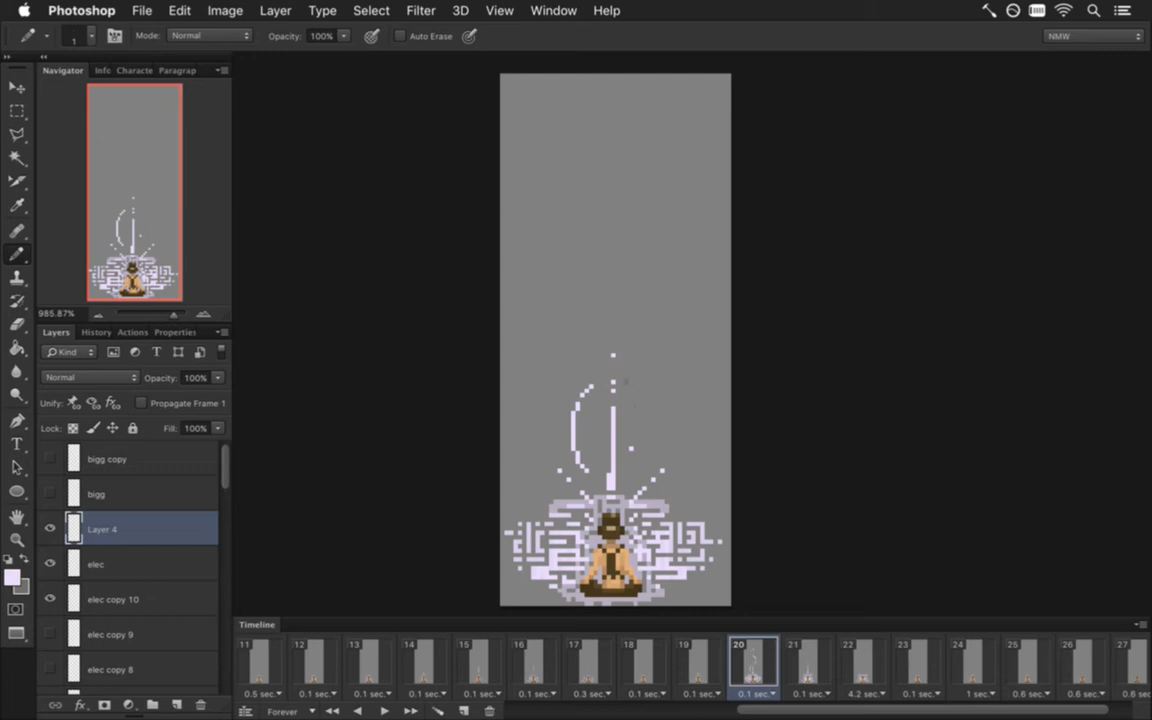 Photoshop File Edit Image Layer Type Select Filter 3D View Window Help
1 Mode: Normal Opacity: 100% Auto Erase NMW
Navigator Info Characte Paragrap
985.87%
Layers History Actions Properties
Kind
Normal Opacity: 100%
Unify: Propagate Frame 1
Lock: Fill: 100%
bigg copy
bigg
Layer 4
elec
elec copy 10
elec copy 9
elec copy 8
Timeline
11 12 13 14 15 16 17 18 19 20 21 22 23 24 25 26 27
0.5 sec. 0.1 sec. 0.1 sec. 0.1 sec. 0.1 sec. 0.1 sec. 0.3 sec. 0.1 sec. 0.1 sec. 0.1 sec. 0.1 sec. 4.2 sec. 0.1 sec. 1 sec. 0.6 sec. 0.6 sec. 0.6 sec.
Forever